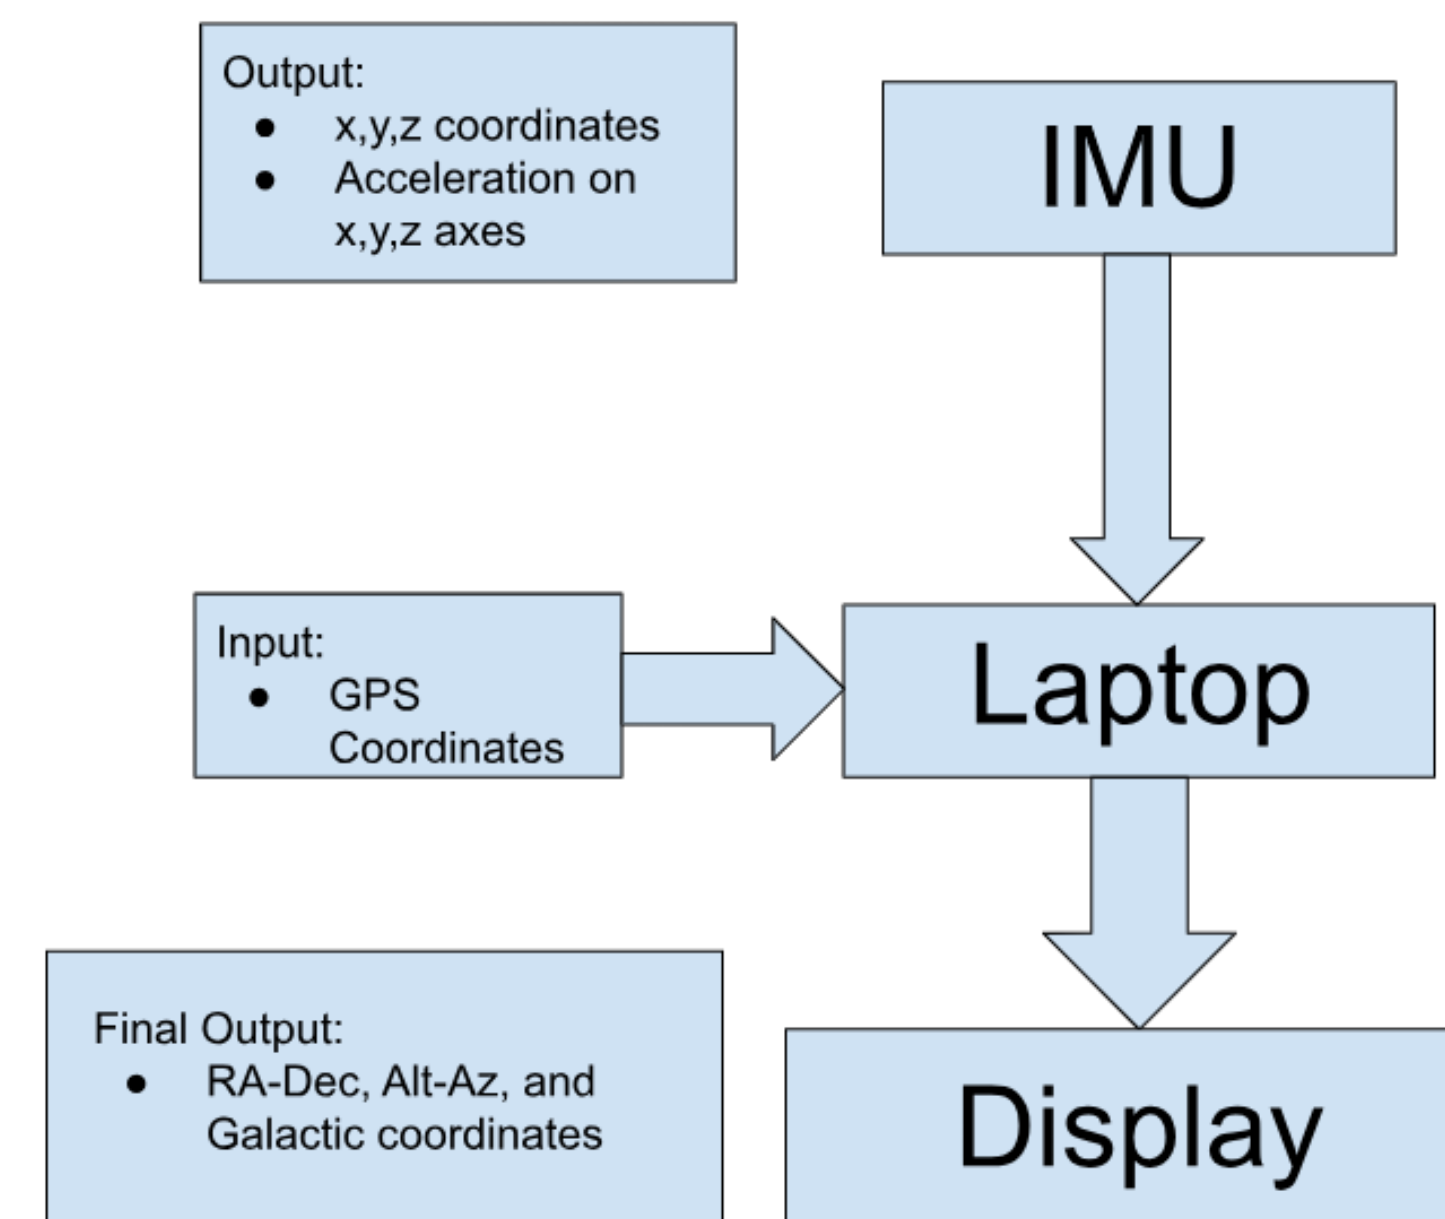 Output:
● x,y,z coordinates
● Acceleration on
x,y,z axes
IMU
Input:
● GPS
Coordinates
Laptop
Final Output:
● RA-Dec, Alt-Az, and
Galactic coordinates
Display